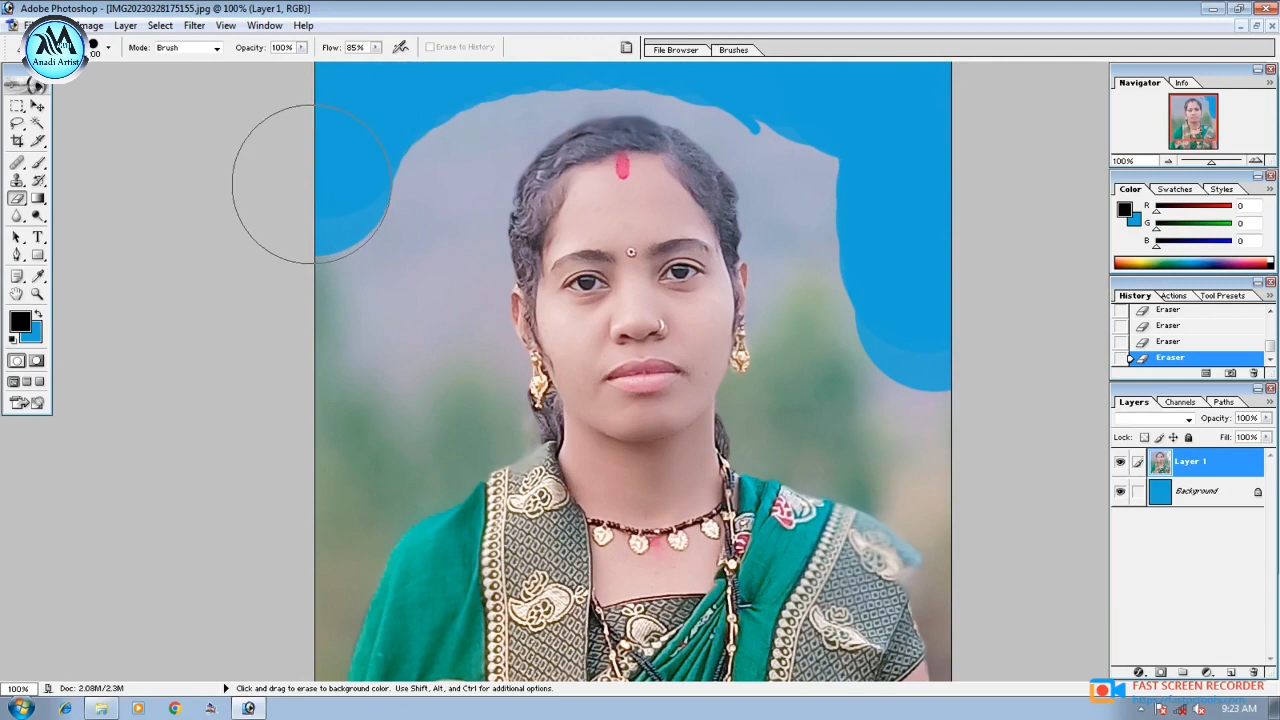 Adobe Photoshop - [IMG20230328175155.jpg @ 100% (Layer 1, RGB)]
Image Layer Select Filter View Window Help
Mode: Brush Opacity: 100% Flow: 85% Erase to History File Browser Brushes
Anadi Artist
Navigator Info
100%
Color Swatches Styles
R 0
G 0
B 0
History Actions Tool Presets
Eraser
Eraser
Eraser
Eraser
Layers Channels Paths
Opacity: 100%
Lock: Fill: 100%
Layer 1
Background
100% Doc: 2.08M/2.3M Click and drag to erase to background color. Use Shift, Alt, and Ctrl for additional options.
FAST SCREEN RECORDER
9:23 AM